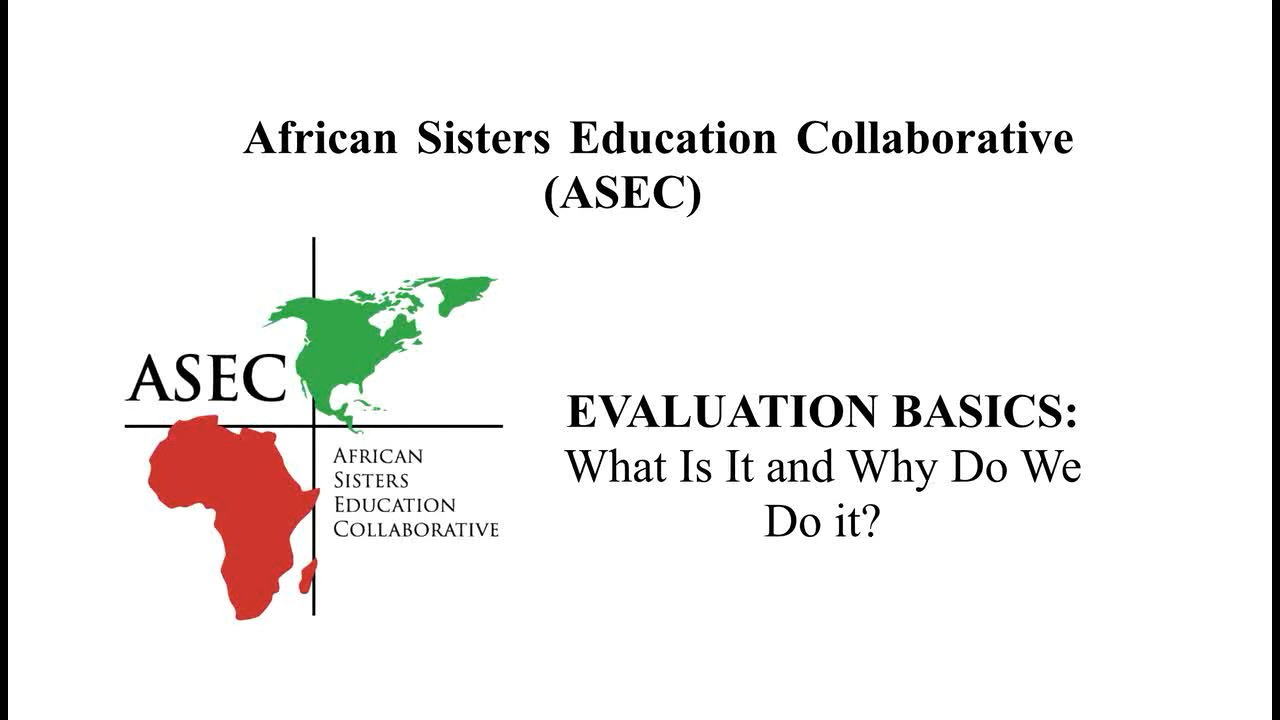 African Sisters Education Collaborative
(ASEC)
ASEC
AFRICAN
SISTERS
EDUCATION
COLLABORATIVE
EVALUATION BASICS:
What Is It and Why Do We
Do it?